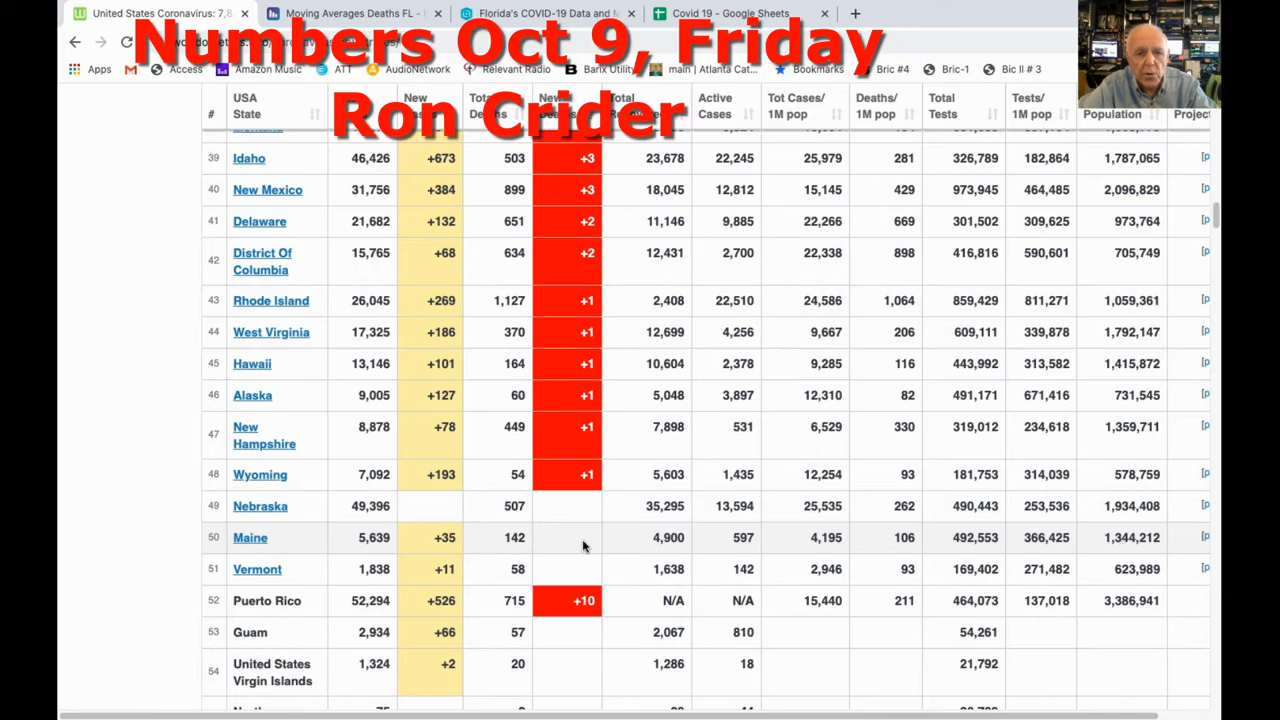 United States Coronavirus: 7,8 Moving Averages Deaths FL - Florida's COVID-19 Data and Covid 19 - Google Sheets
Numbers Oct 9, Friday
Apps Access Amazon Music ATT AudioNetwork Relevant Radio Barix Utility main | Atlanta Cat... Bookmarks Bric #4 Bric-1 Bic II # 3
Ron Crider
# USA State New Total Deaths New Total Active Cases Tot Cases/ 1M pop Deaths/ 1M pop Total Tests Tests/ 1M pop Population Project
39 Idaho 46,426 +673 503 +3 23,678 22,245 25,979 281 326,789 182,864 1,787,065 [p
40 New Mexico 31,756 +384 899 +3 18,045 12,812 15,145 429 973,945 464,485 2,096,829 [p
41 Delaware 21,682 +132 651 +2 11,146 9,885 22,266 669 301,502 309,625 973,764 [p
42 District Of Columbia 15,765 +68 634 +2 12,431 2,700 22,338 898 416,816 590,601 705,749 [p
43 Rhode Island 26,045 +269 1,127 +1 2,408 22,510 24,586 1,064 859,429 811,271 1,059,361 [p
44 West Virginia 17,325 +186 370 +1 12,699 4,256 9,667 206 609,111 339,878 1,792,147 [p
45 Hawaii 13,146 +101 164 +1 10,604 2,378 9,285 116 443,992 313,582 1,415,872 [p
46 Alaska 9,005 +127 60 +1 5,048 3,897 12,310 82 491,171 671,416 731,545 [p
47 New Hampshire 8,878 +78 449 +1 7,898 531 6,529 330 319,012 234,618 1,359,711 [p
48 Wyoming 7,092 +193 54 +1 5,603 1,435 12,254 93 181,753 314,039 578,759 [p
49 Nebraska 49,396 507 35,295 13,594 25,535 262 490,443 253,536 1,934,408 [p
50 Maine 5,639 +35 142 4,900 597 4,195 106 492,553 366,425 1,344,212 [p
51 Vermont 1,838 +11 58 1,638 142 2,946 93 169,402 271,482 623,989 [p
52 Puerto Rico 52,294 +526 715 +10 N/A N/A 15,440 211 464,073 137,018 3,386,941
53 Guam 2,934 +66 57 2,067 810 54,261
54 United States Virgin Islands 1,324 +2 20 1,286 18 21,792